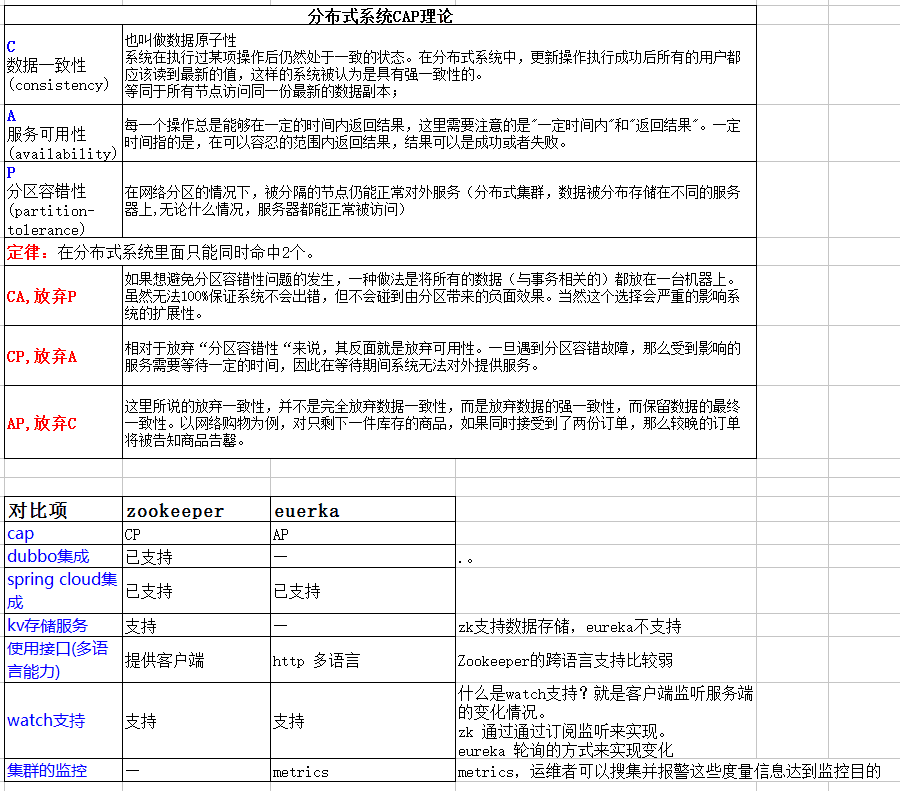 分布式系统CAP理论
C
数据一致性
(consistency)
也叫做数据原子性
系统在执行过某项操作后仍然处于一致的状态。在分布式系统中，更新操作执行成功后所有的用户都
应该读到最新的值，这样的系统被认为是具有强一致性的。
等同于所有节点访问同一份最新的数据副本；
A
服务可用性
(availability)
每一个操作总是能够在一定的时间内返回结果，这里需要注意的是"一定时间内"和"返回结果"。一定
时间指的是，在可以容忍的范围内返回结果，结果可以是成功或者失败。
P
分区容错性
(partition-
tolerance)
在网络分区的情况下，被分隔的节点仍能正常对外服务（分布式集群，数据被分布存储在不同的服务
器上,无论什么情况，服务器都能正常被访问）
定律：在分布式系统里面只能同时命中2个。
CA,放弃P
如果想避免分区容错性问题的发生，一种做法是将所有的数据（与事务相关的）都放在一台机器上。
虽然无法100%保证系统不会出错，但不会碰到由分区带来的负面效果。当然这个选择会严重的影响系
统的扩展性。
CP,放弃A
相对于放弃“分区容错性“来说，其反面就是放弃可用性。一旦遇到分区容错故障，那么受到影响的
服务需要等待一定的时间，因此在等待期间系统无法对外提供服务。
AP,放弃C
这里所说的放弃一致性，并不是完全放弃数据一致性，而是放弃数据的强一致性，而保留数据的最终
一致性。以网络购物为例，对只剩下一件库存的商品，如果同时接受到了两份订单，那么较晚的订单
将被告知商品告罄。
对比项 zookeeper euerka
cap CP AP
dubbo集成 已支持 — .。
spring cloud集
成 已支持 已支持
kv存储服务 支持 — zk支持数据存储，eureka不支持
使用接口(多语
言能力) 提供客户端 http 多语言 Zookeeper的跨语言支持比较弱
watch支持 支持 支持
什么是watch支持？就是客户端监听服务端
的变化情况。
zk 通过通过订阅监听来实现。
eureka 轮询的方式来实现变化
集群的监控 — metrics metrics，运维者可以搜集并报警这些度量信息达到监控目的